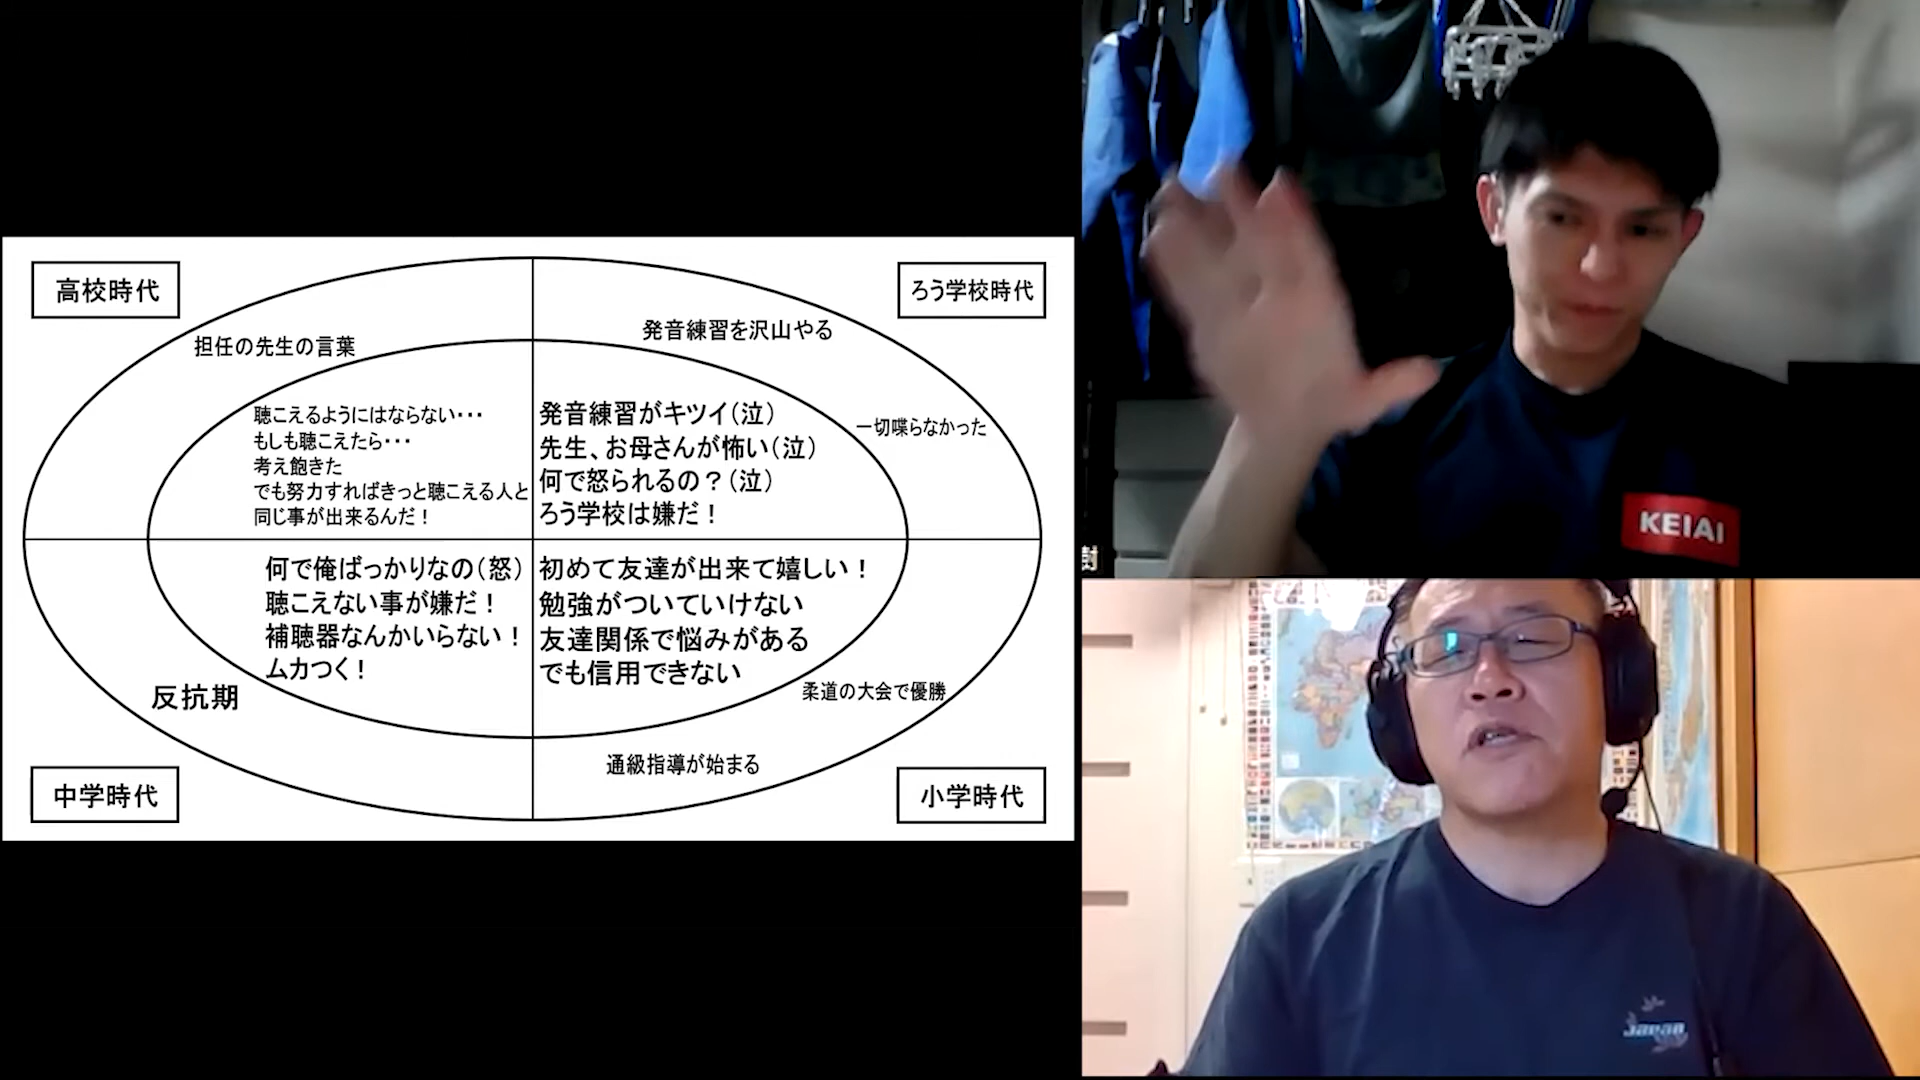 高校時代
ろう学校時代
担任の先生の言葉
発音練習を沢山やる
一切喋らなかった
聴こえるようにはならない・・・
もしも聴こえたら・・・
考え飽きた
でも努力すればきっと聴こえる人と
同じ事が出来るんだ！
発音練習がキツイ（泣）
先生、お母さんが怖い（泣）
何で怒られるの？（泣）
ろう学校は嫌だ！
何で俺ばっかりなの（怒）
聴こえない事が嫌だ！
補聴器なんかいらない！
ムカつく！
初めて友達が出来て嬉しい！
勉強がついていけない
友達関係で悩みがある
でも信用できない
反抗期
柔道の大会で優勝
通級指導が始まる
中学時代
小学時代
KEIAI
JAPAN